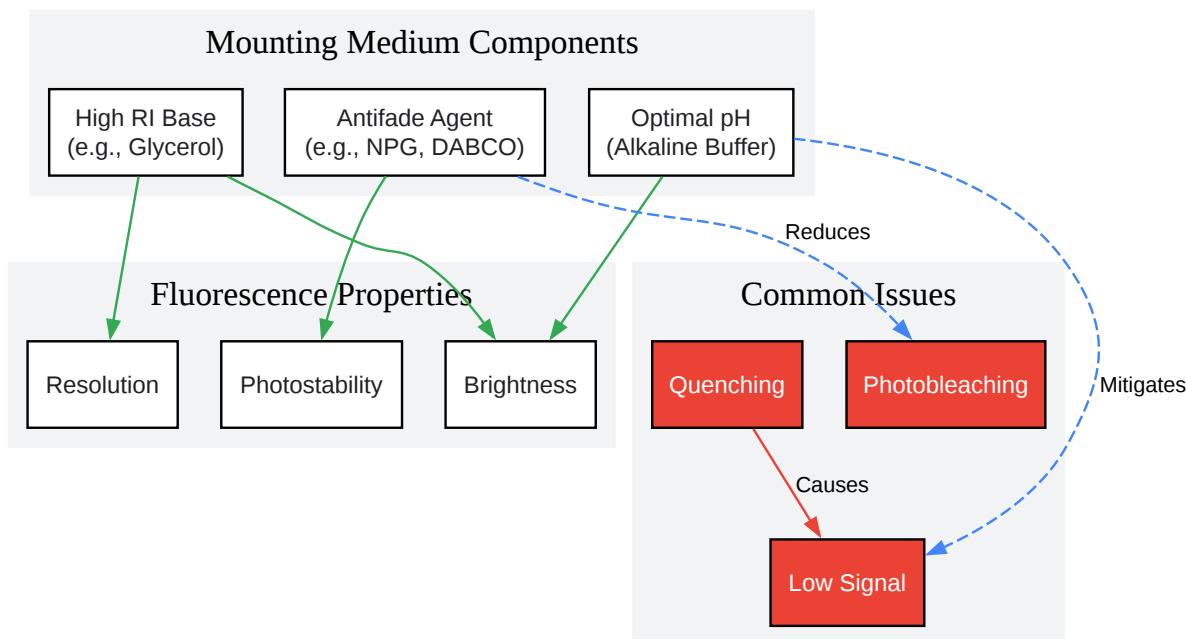 Mounting Medium Components
High RI Base
(e.g., Glycerol)
Antifade Agent
(e.g., NPG, DABCO)
Optimal pH
(Alkaline Buffer)
Reduces
Fluorescence Properties
Common Issues
Resolution
Photostability
Brightness
Quenching
Photobleaching
Mitigates
Causes
Low Signal